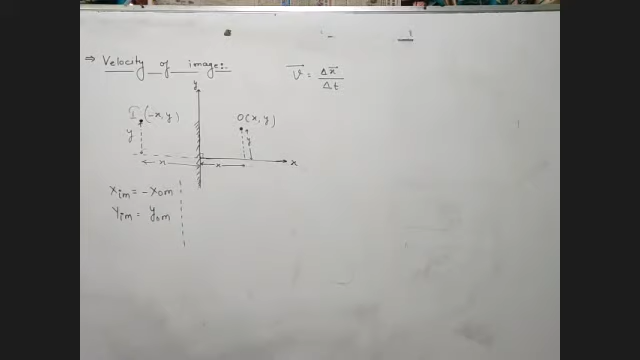 ⇒ Velocity of image:-
V⃗ = Δx⃗ / Δt
y
I (-x, y)
O (x, y)
y
y
x
x
x
x_im = -x_om
y_im = y_om